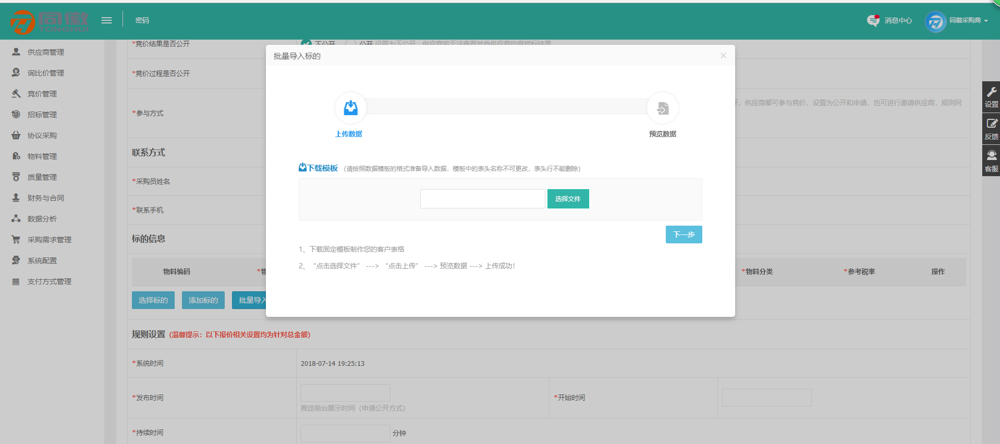 同徽
TONGHUI
密码
消息中心
同徽采购商
供应商管理
询比价管理
竞价管理
招标管理
协议采购
物料管理
质量管理
财务与合同
数据分析
采购需求管理
系统配置
支付方式管理
*竞价结果是否公开
不公开 公开 设置为不公开，供应商将无法查看其他供应商的竞授标结果
*竞价过程是否公开
*参与方式
开，供应商都可参与竞价，设置为公开和申请，也可进行邀请供应商，规则同
联系方式
*采购员姓名
*联系手机
标的信息
物料编码
*物
*物料分类
*参考税率
操作
选择标的
添加标的
批量导入
批量导入标的
×
上传数据
预览数据
下载模板 （请按照数据模板的格式准备导入数据，模板中的表头名称不可更改，表头行不能删除）
选择文件
下一步
1、下载固定模板制作您的客户表格
2、“点击选择文件” ---> “点击上传” ---> 预览数据 ---> 上传成功！
规则设置 (温馨提示：以下报价相关设置均为针对总金额)
*系统时间
2018-07-14 19:25:13
*发布时间
推送前台展示时间（申请公开方式）
*开始时间
*持续时间
分钟
设置
反馈
客服